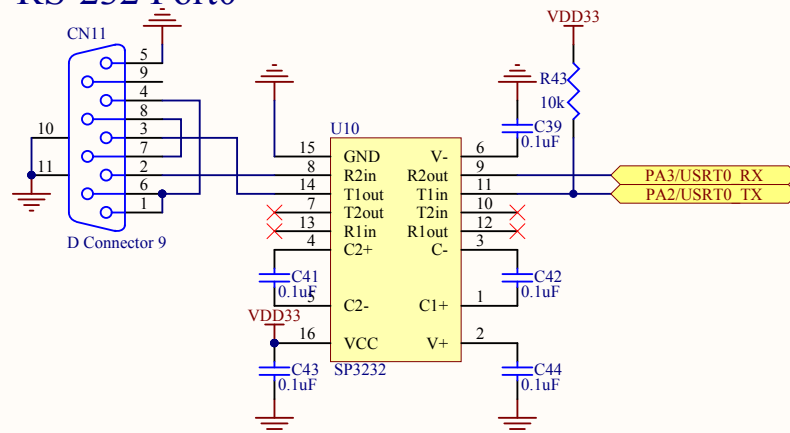 RS-232 Port0
CN11
5
9
4
8
3
7
2
6
1
10
11
D Connector 9
VDD33
R43
10k
C39
0.1uF
U10
15 GND V- 6
8 R2in R2out 9
14 T1out T1in 11
7 T2out T2in 10
13 R1in R1out 12
4 C2+ C- 3
5 C2- C1+ 1
16 VCC V+ 2
SP3232
PA3/USRT0_RX
PA2/USRT0_TX
C41
0.1uF
C42
0.1uF
VDD33
C43
0.1uF
C44
0.1uF